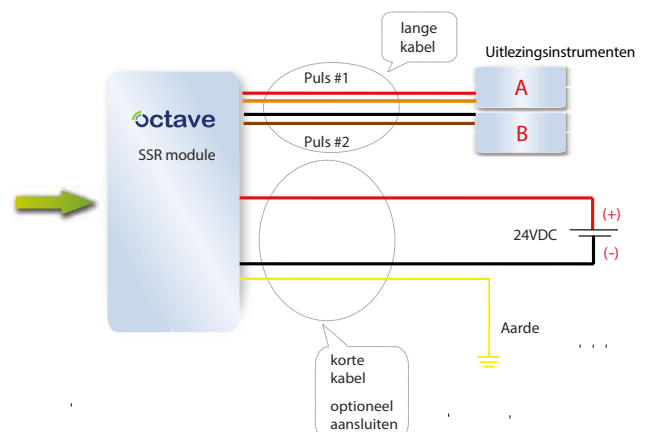 lange
kabel
Uitlezingsinstrumenten
Puls #1
A
octave
B
Puls #2
SSR module
(+)
24VDC
(-)
Aarde
korte
kabel
optioneel
aansluiten